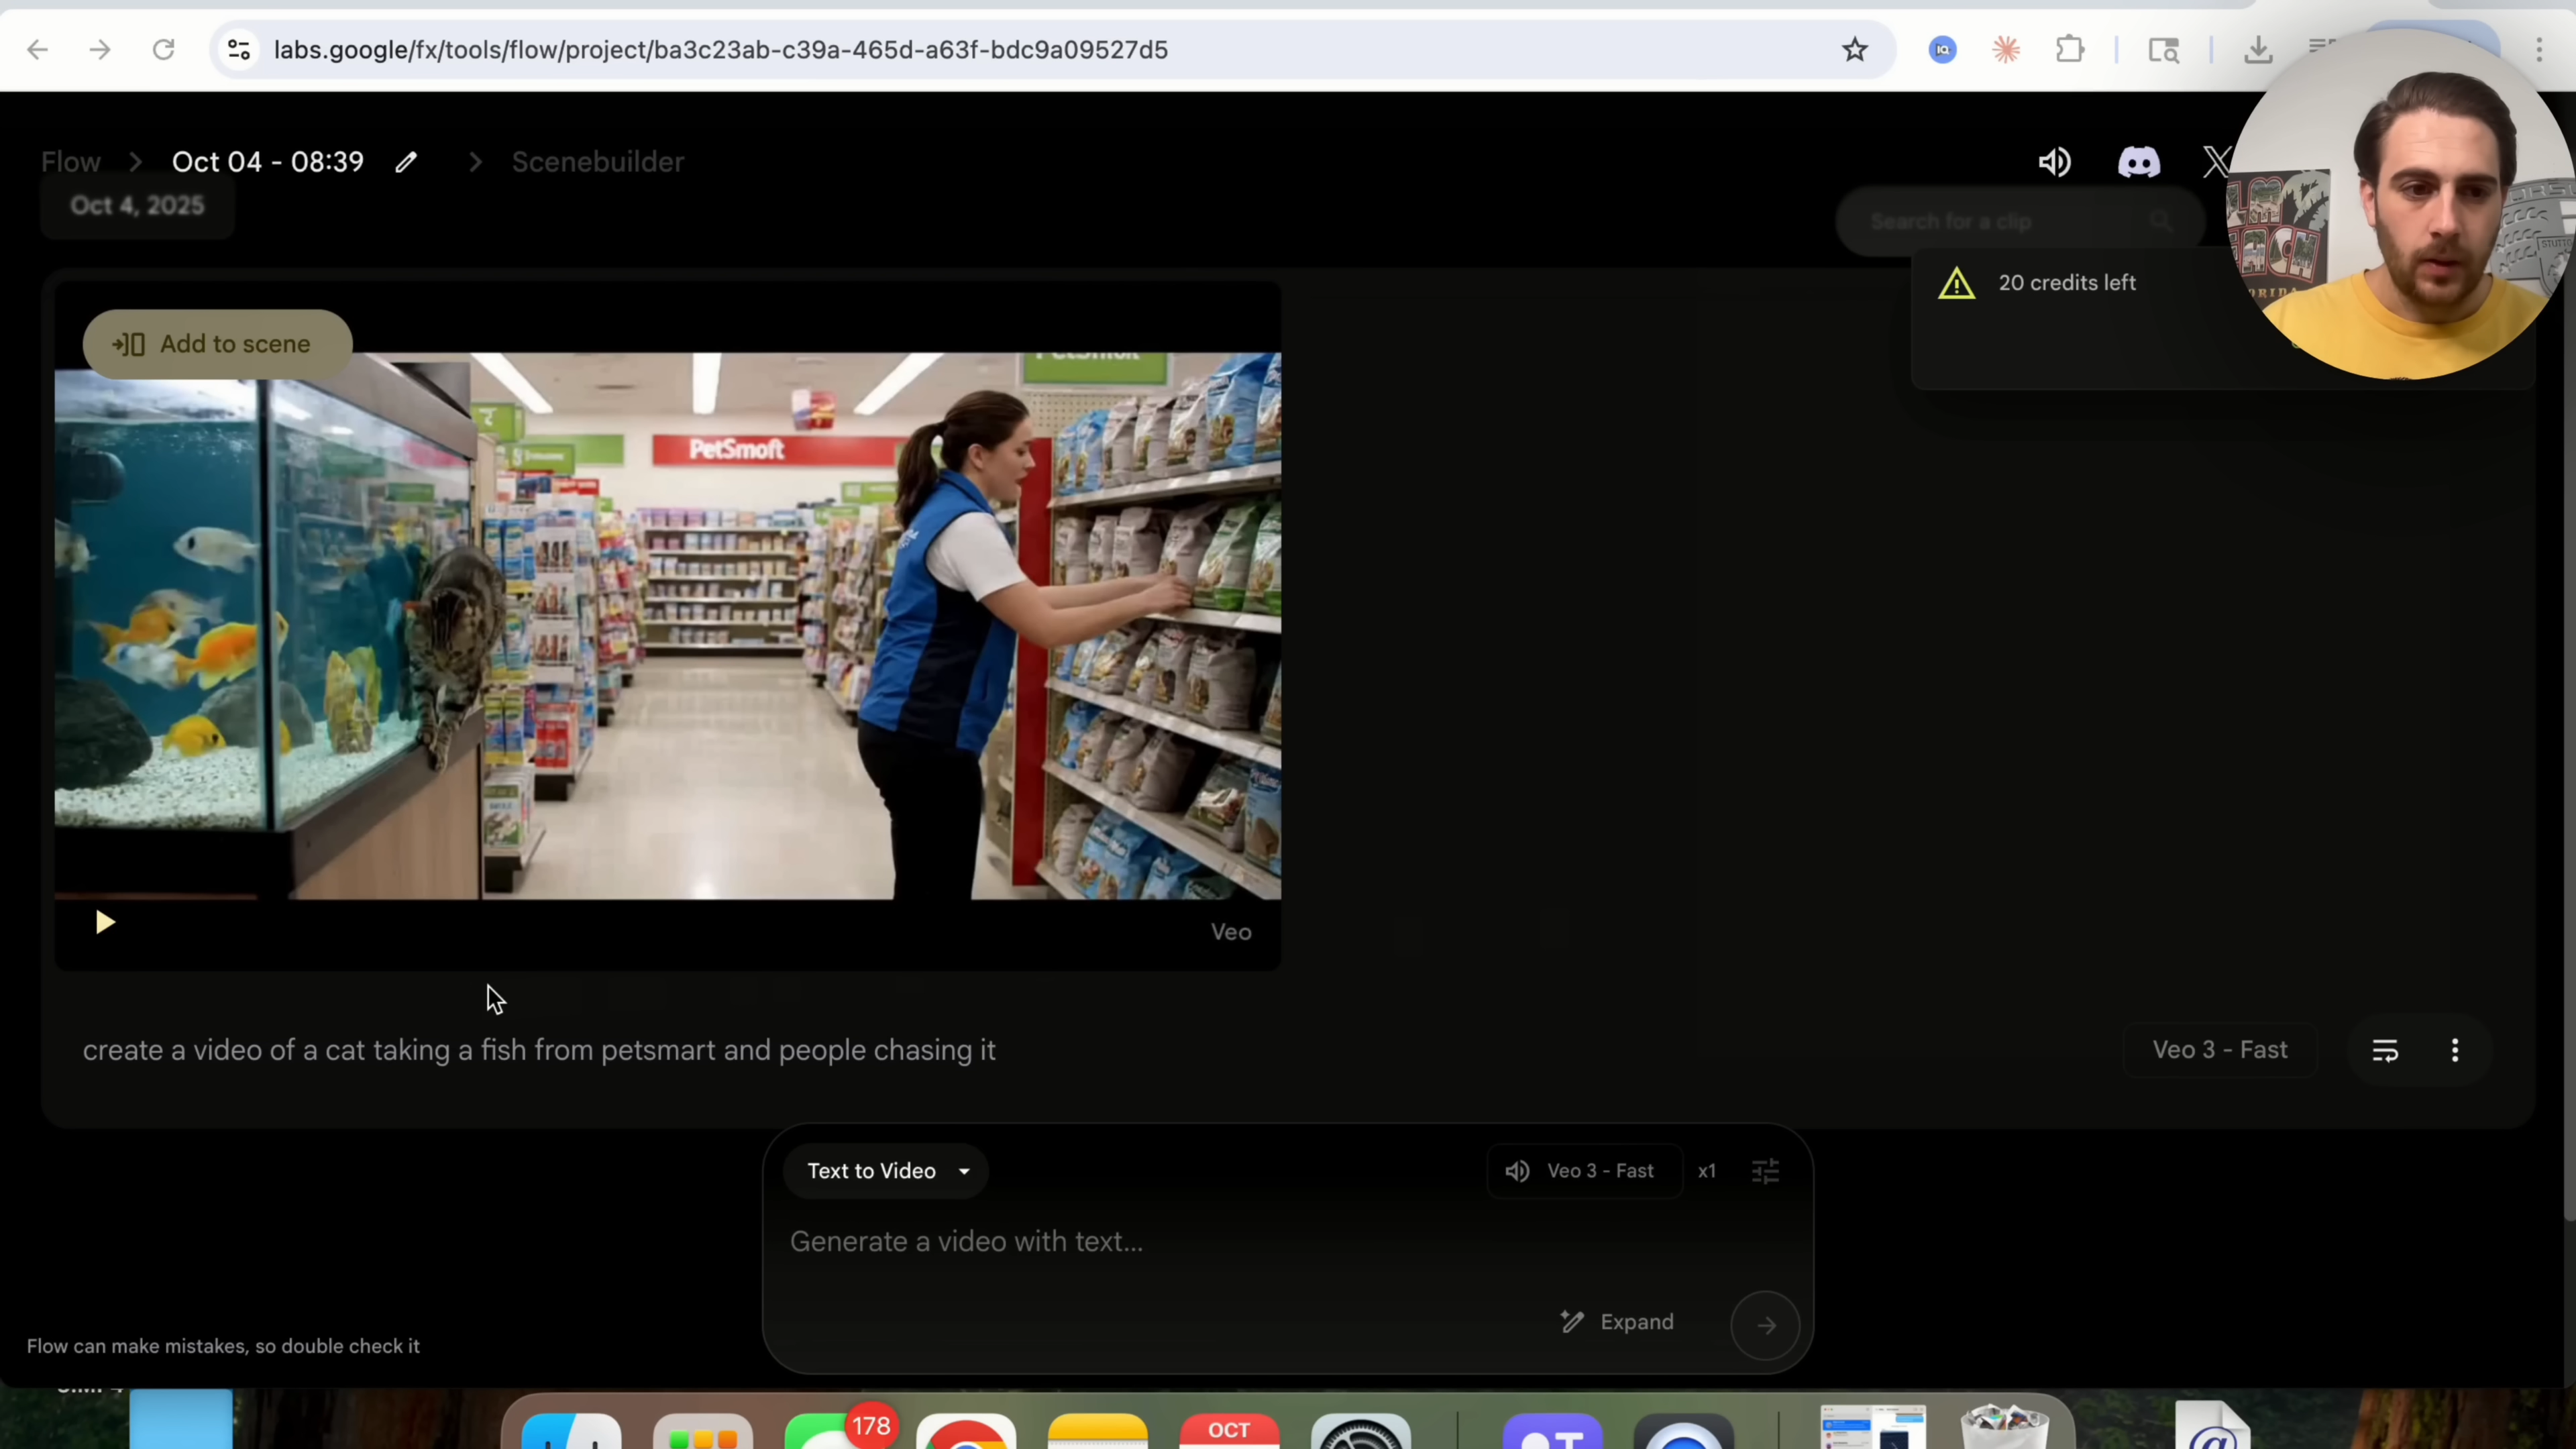 labs.google/fx/tools/flow/project/ba3c23ab-c39a-465d-a63f-bdc9a09527d5
Flow
Oct 04 - 08:39
Scenebuilder
Oct 4, 2025
Search for a clip
20 credits left
Add to scene
PetSmoft
Veo
create a video of a cat taking a fish from petsmart and people chasing it
Veo 3 - Fast
Text to Video
Veo 3 - Fast
x1
Generate a video with text...
Expand
Flow can make mistakes, so double check it
178
OCT